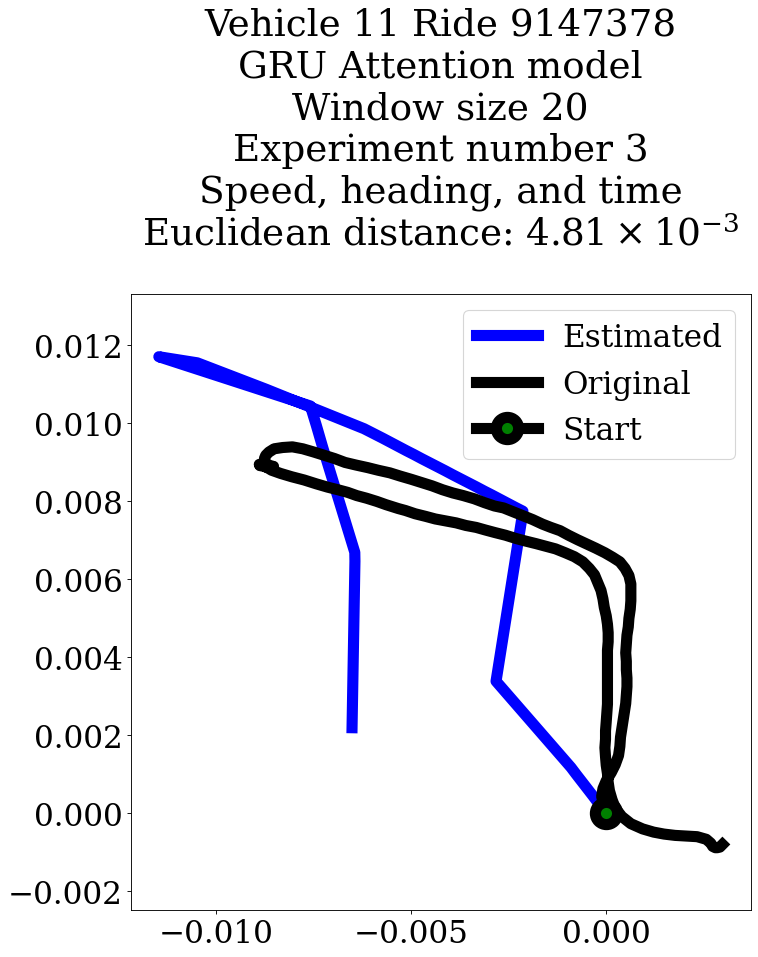 Vehicle 11 Ride 9147378
GRU Attention model
Window size 20
Experiment number 3
Speed, heading, and time
Euclidean distance: 4.81 × 10⁻³
Estimated
Original
Start
0.012
0.010
0.008
0.006
0.004
0.002
0.000
−0.002
−0.010 −0.005 0.000